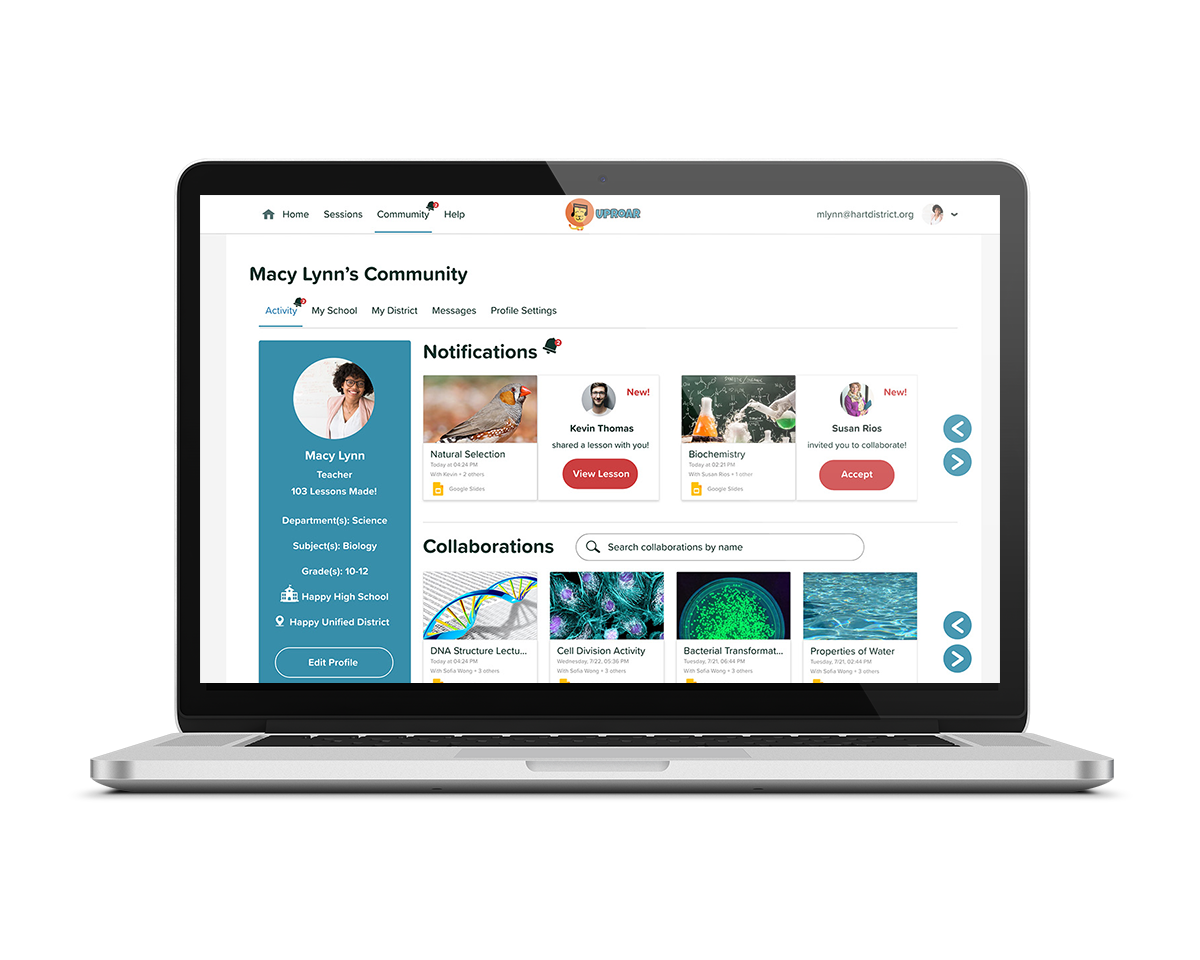 Home Sessions Community 2 Help UPROAR mlynn@hartdistrict.org
Macy Lynn's Community
Activity 2 My School My District Messages Profile Settings
Macy Lynn
Teacher
103 Lessons Made!
Department(s): Science
Subject(s): Biology
Grade(s): 10-12
Happy High School
Happy Unified District
Edit Profile
Notifications 2
Natural Selection
Today at 04:24 PM
With Kevin + 2 others
Google Slides
New!
Kevin Thomas
shared a lesson with you!
View Lesson
Biochemistry
Today at 02:21 PM
With Susan Rios + 1 other
Google Slides
New!
Susan Rios
invited you to collaborate!
Accept
Collaborations
Search collaborations by name
DNA Structure Lectu...
Today at 04:24 PM
With Sofia Wong + 3 others
Cell Division Activity
Wednesday, 7/22, 05:36 PM
With Sofia Wong + 3 others
Bacterial Transformat...
Tuesday, 7/21, 06:44 PM
With Sofia Wong + 3 others
Properties of Water
Tuesday, 7/21, 02:44 PM
With Sofia Wong + 3 others